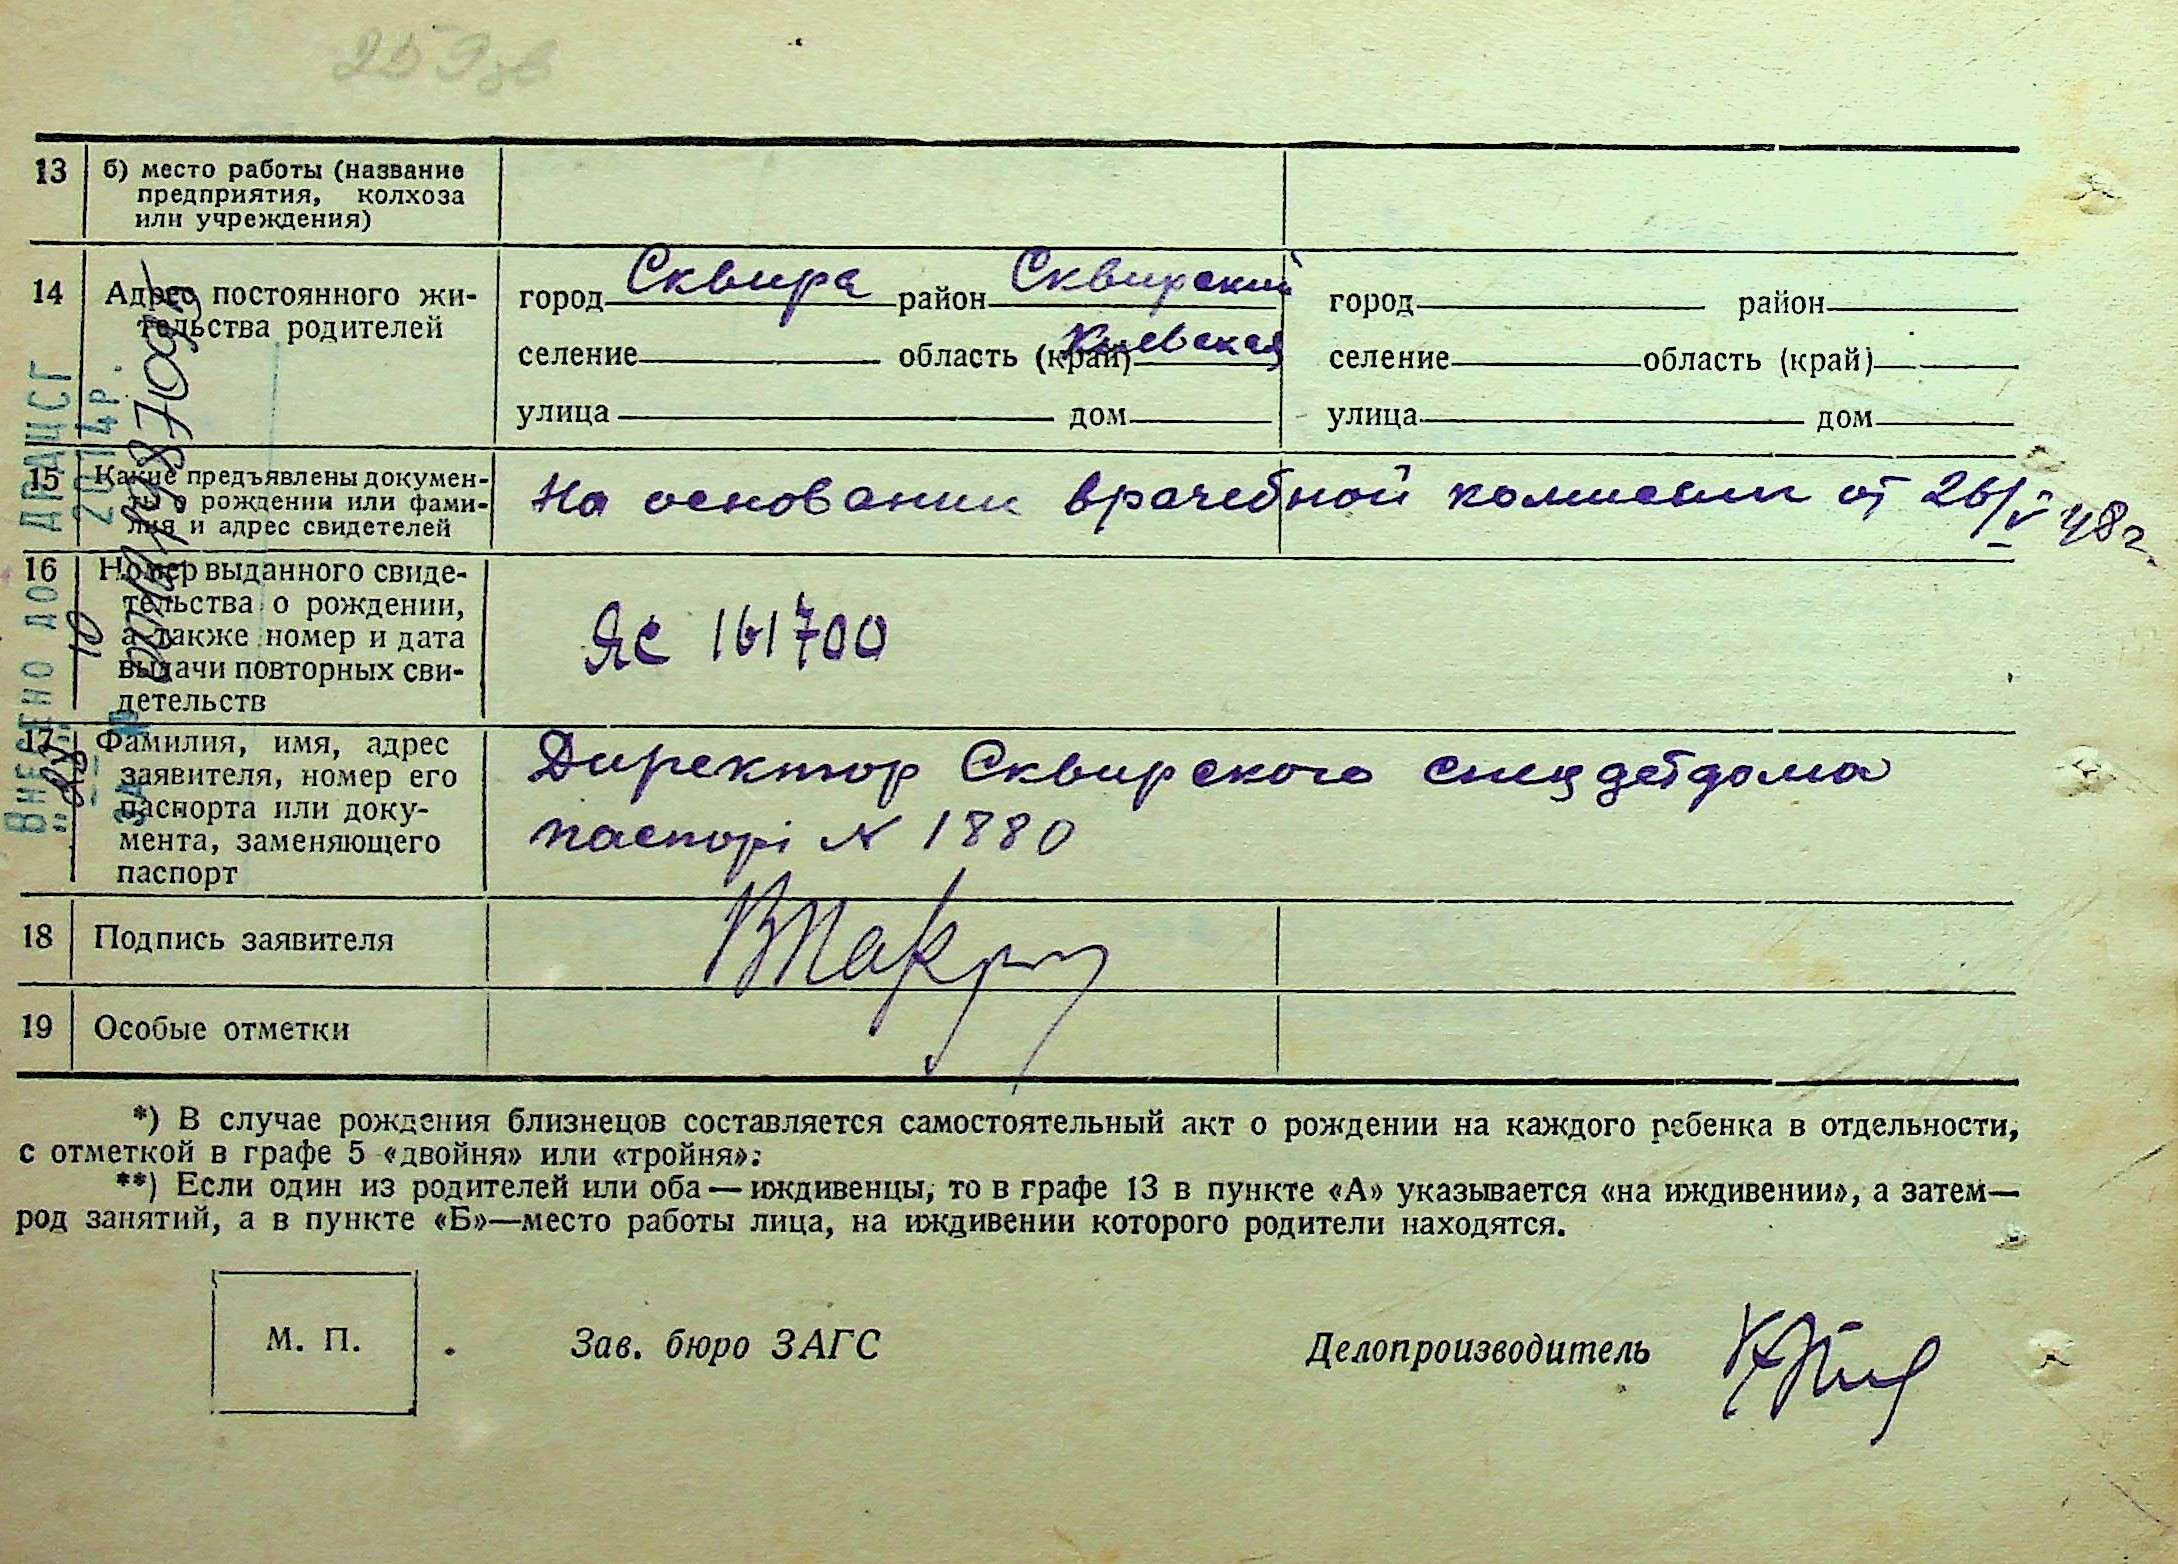 13 б) место работы (название
предприятия, колхоза
или учреждения)
14 Адрес постоянного жи-
тельства родителей
город Сквира район Сквирский
селение область (край) Киевская
улица дом
город район
селение область (край)
улица дом
15 Какие предъявлены докумен-
ты о рождении или фами-
лия и адрес свидетелей
На основании врачебной комиссии от 26/V 48 г.
16 Номер выданного свиде-
тельства о рождении,
а также номер и дата
выдачи повторных сви-
детельств
ЯС 161700
17 Фамилия, имя, адрес
заявителя, номер его
паспорта или доку-
мента, заменяющего
паспорт
Директор Сквирского спецдетдома
паспорт N 1880
18 Подпись заявителя
19 Особые отметки
*) В случае рождения близнецов составляется самостоятельный акт о рождении на каждого ребенка в отдельности,
с отметкой в графе 5 «двойня» или «тройня».
**) Если один из родителей или оба — иждивенцы, то в графе 13 в пункте «А» указывается «на иждивении», а затем—
род занятий, а в пункте «Б»—место работы лица, на иждивении которого родители находятся.
М. П. Зав. бюро ЗАГС Делопроизводитель
Внесено до ДРАЦСГ
"28" 10 2014р.
за №